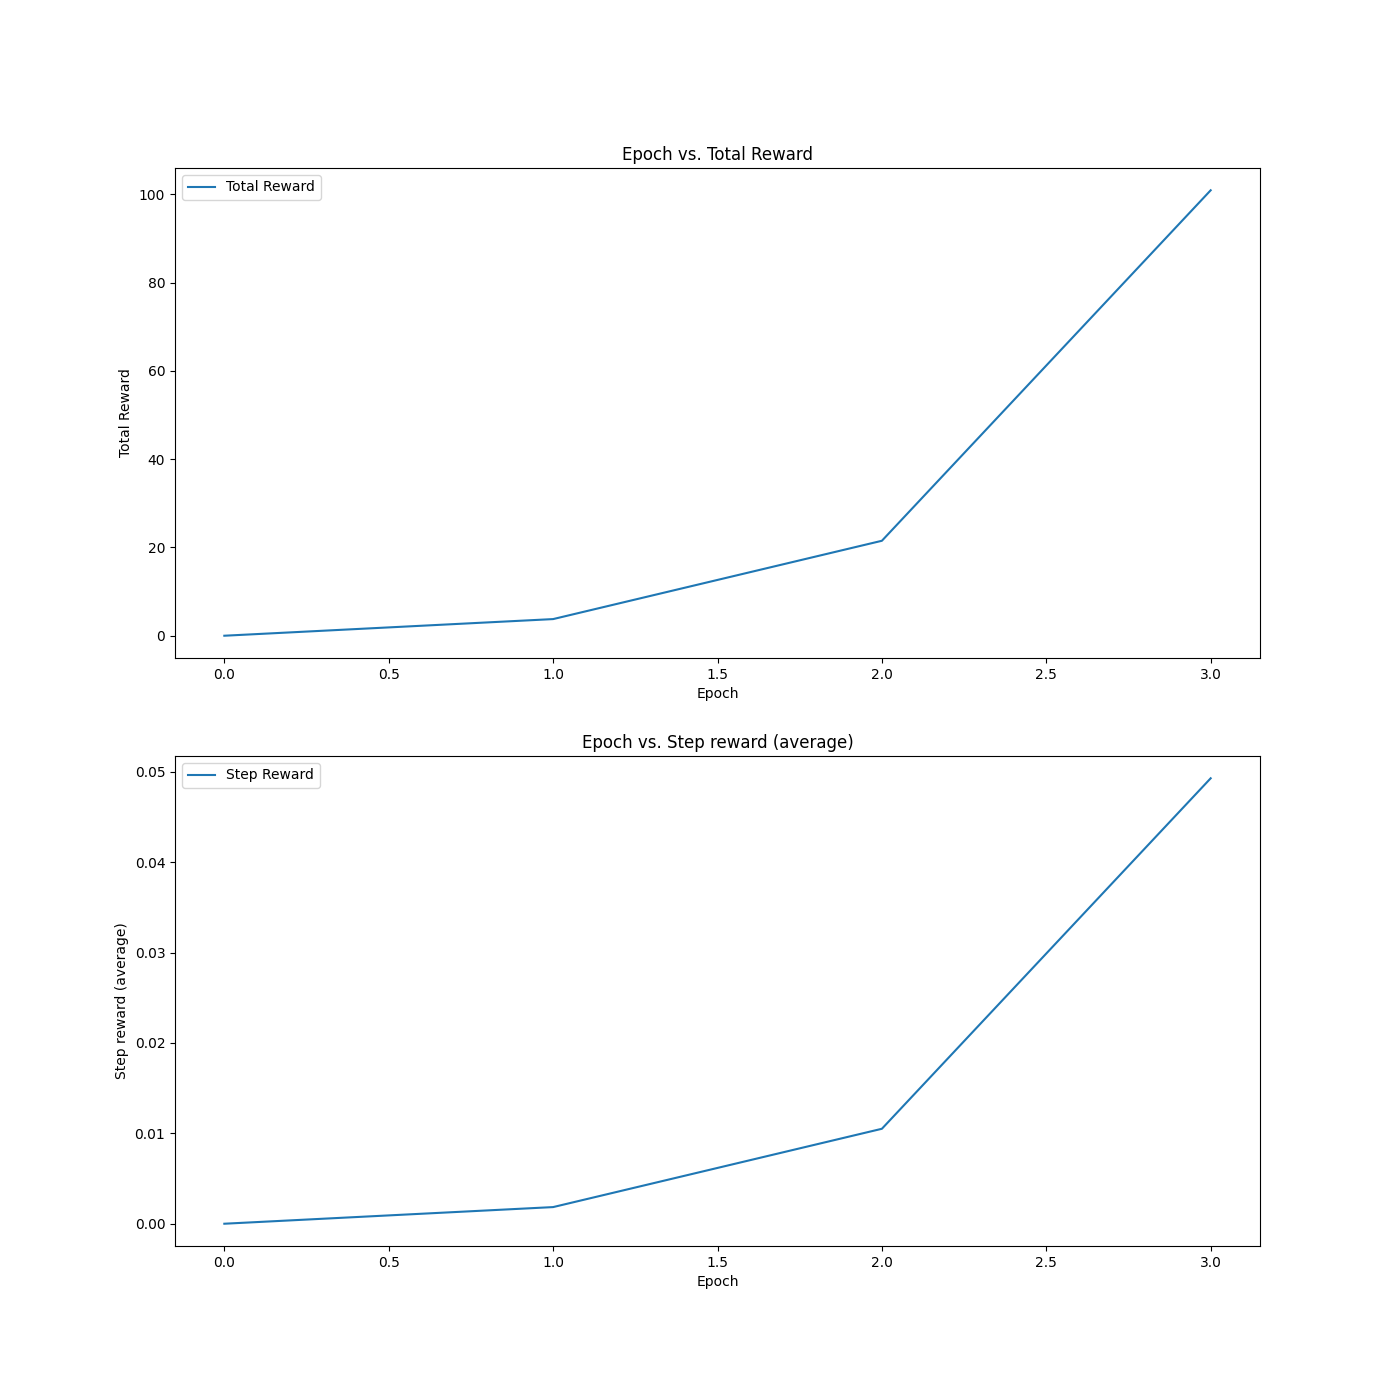 Epoch vs. Total Reward
Total Reward
100
80
60
40
20
0
Total Reward
0.0 0.5 1.0 1.5 2.0 2.5 3.0
Epoch
Epoch vs. Step reward (average)
Step Reward
0.05
0.04
0.03
0.02
0.01
0.00
Step reward (average)
0.0 0.5 1.0 1.5 2.0 2.5 3.0
Epoch